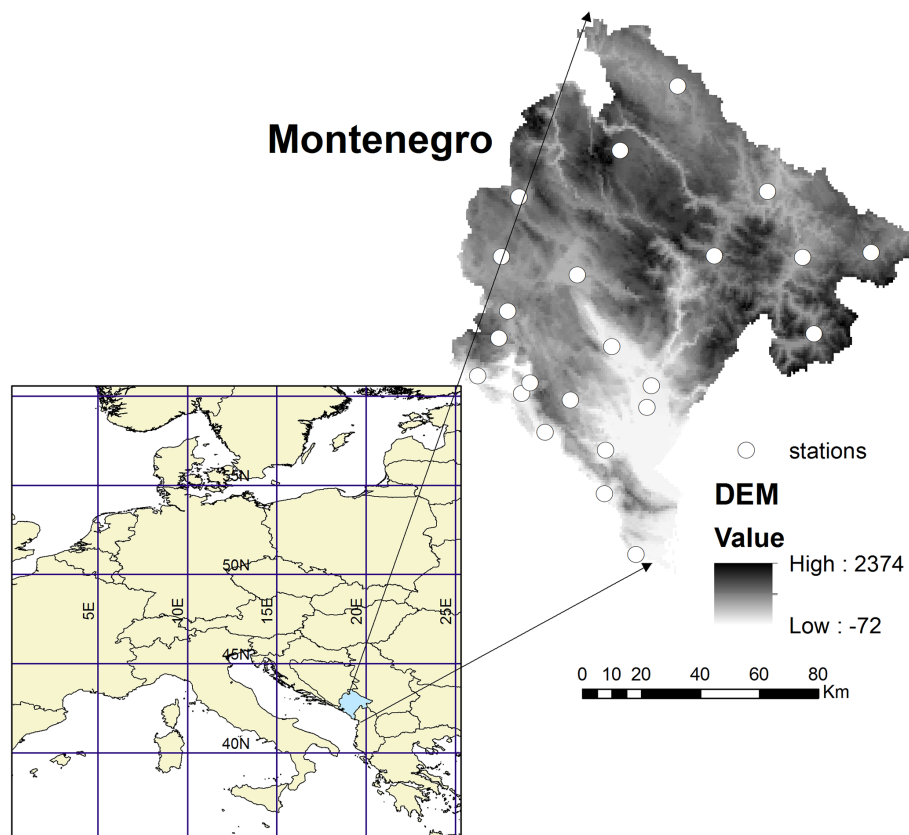 Montenegro
stations
DEM
Value
High : 2374
Low : -72
0 10 20 40 60 80
Km
55N
50N
5E
10E
15E
20E
25E
45N
40N